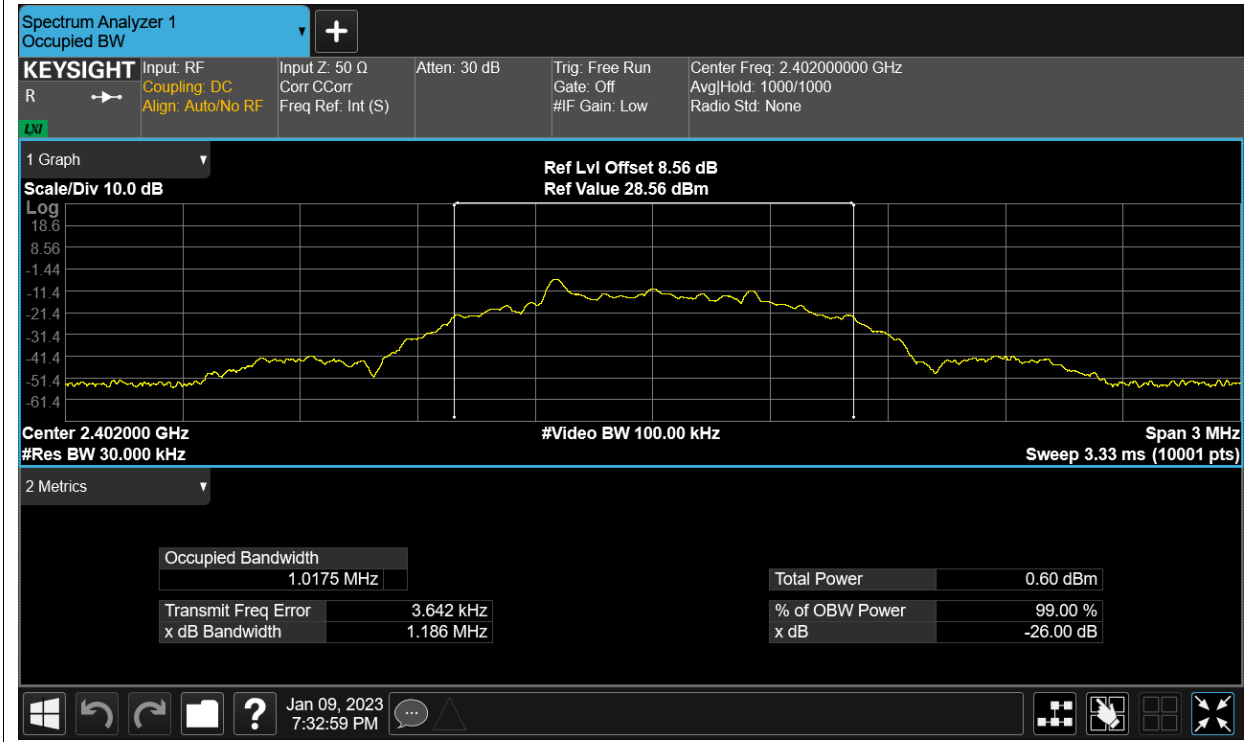 Spectrum Analyzer 1
Occupied BW
KEYSIGHT
R
LXI
Input: RF
Coupling: DC
Align: Auto/No RF
Input Z: 50 Ω
Corr CCorr
Freq Ref: Int (S)
Atten: 30 dB
Trig: Free Run
Gate: Off
#IF Gain: Low
Center Freq: 2.402000000 GHz
Avg|Hold: 1000/1000
Radio Std: None
1 Graph
Scale/Div 10.0 dB
Ref Lvl Offset 8.56 dB
Ref Value 28.56 dBm
Log
18.6
8.56
-1.44
-11.4
-21.4
-31.4
-41.4
-51.4
-61.4
Center 2.402000 GHz
#Video BW 100.00 kHz
Span 3 MHz
#Res BW 30.000 kHz
Sweep 3.33 ms (10001 pts)
2 Metrics
Occupied Bandwidth
1.0175 MHz
Transmit Freq Error 3.642 kHz
x dB Bandwidth 1.186 MHz
Total Power 0.60 dBm
% of OBW Power 99.00 %
x dB -26.00 dB
?
Jan 09, 2023
7:32:59 PM